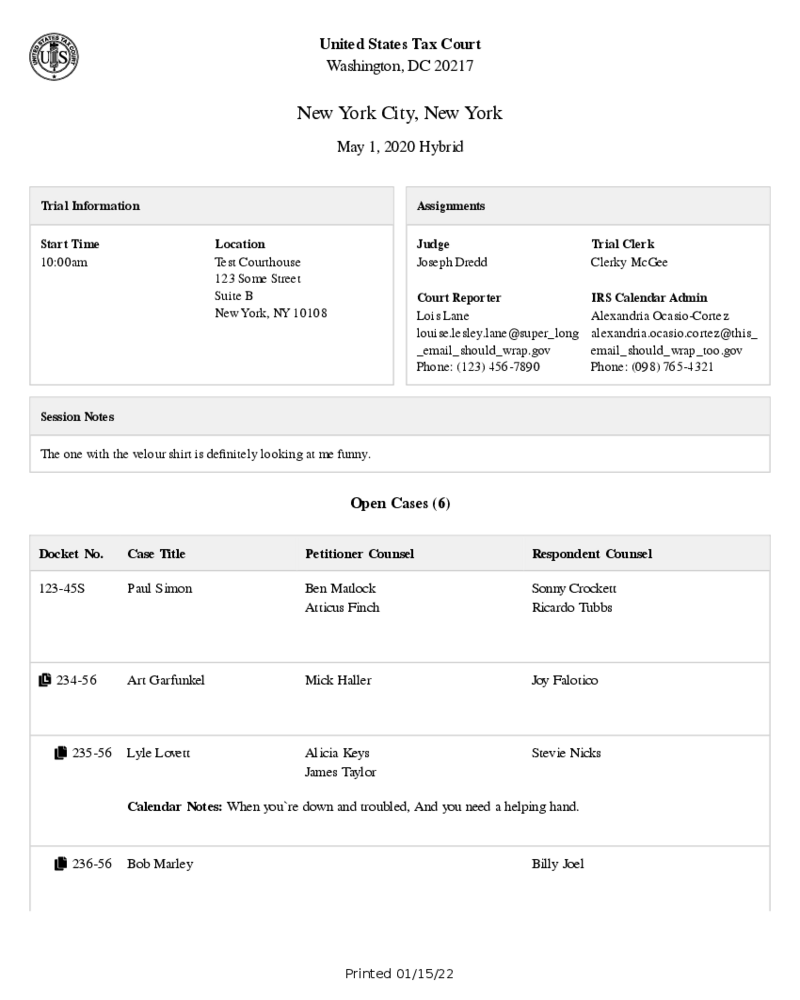 UNITED STATES TAX COURT
US
United States Tax Court
Washington, DC 20217
New York City, New York
May 1, 2020 Hybrid
Trial Information
Start Time
10:00am
Location
Test Courthouse
123 Some Street
Suite B
New York, NY 10108
Assignments
Judge
Joseph Dredd
Trial Clerk
Clerky McGee
Court Reporter
Lois Lane
louise.lesley.lane@super_long
_email_should_wrap.gov
Phone: (123) 456-7890
IRS Calendar Admin
Alexandria Ocasio-Cortez
alexandria.ocasio.cortez@this_
email_should_wrap_too.gov
Phone: (098) 765-4321
Session Notes
The one with the velour shirt is definitely looking at me funny.
Open Cases (6)
Docket No. Case Title Petitioner Counsel Respondent Counsel
123-45S Paul Simon Ben Matlock Sonny Crockett
Atticus Finch Ricardo Tubbs
234-56 Art Garfunkel Mick Haller Joy Falotico
235-56 Lyle Lovett Alicia Keys Stevie Nicks
James Taylor
Calendar Notes: When you`re down and troubled, And you need a helping hand.
236-56 Bob Marley Billy Joel
Printed 01/15/22